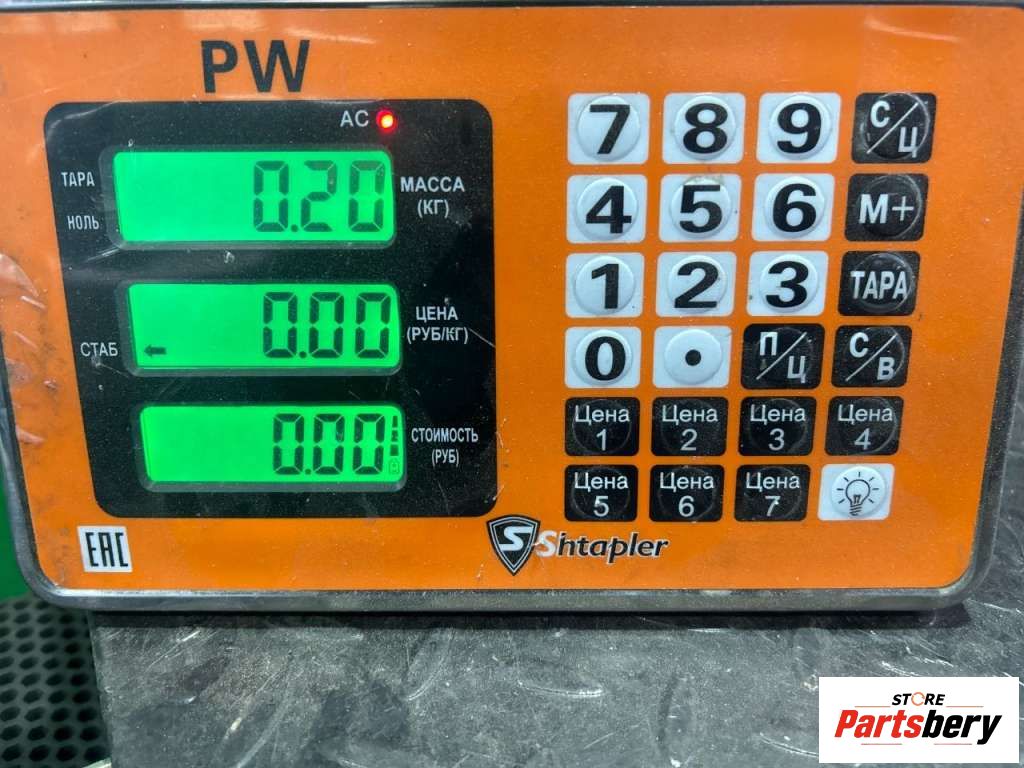 PW
AC
ТАРА
НОЛЬ
0.20
МАССА
(КГ)
СТАБ
0.00
ЦЕНА
(РУБ/КГ)
0.00
СТОИМОСТЬ
(РУБ)
7 8 9 С/Ц
4 5 6 М+
1 2 3 ТАРА
0 . П/Ц С/В
Цена 1 Цена 2 Цена 3 Цена 4
Цена 5 Цена 6 Цена 7
EAC
S Shtapler
STORE
Partsbery